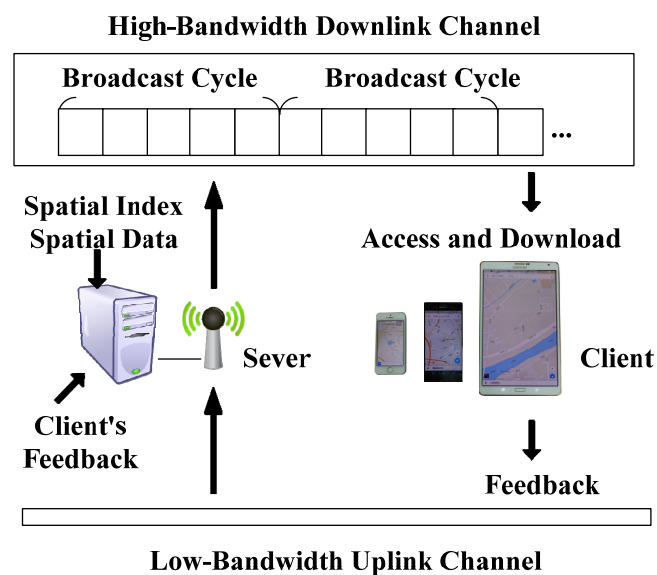 High-Bandwidth Downlink Channel
Broadcast Cycle Broadcast Cycle
...
Spatial Index
Spatial Data
Access and Download
Sever
Client
Client's
Feedback
Feedback
Low-Bandwidth Uplink Channel